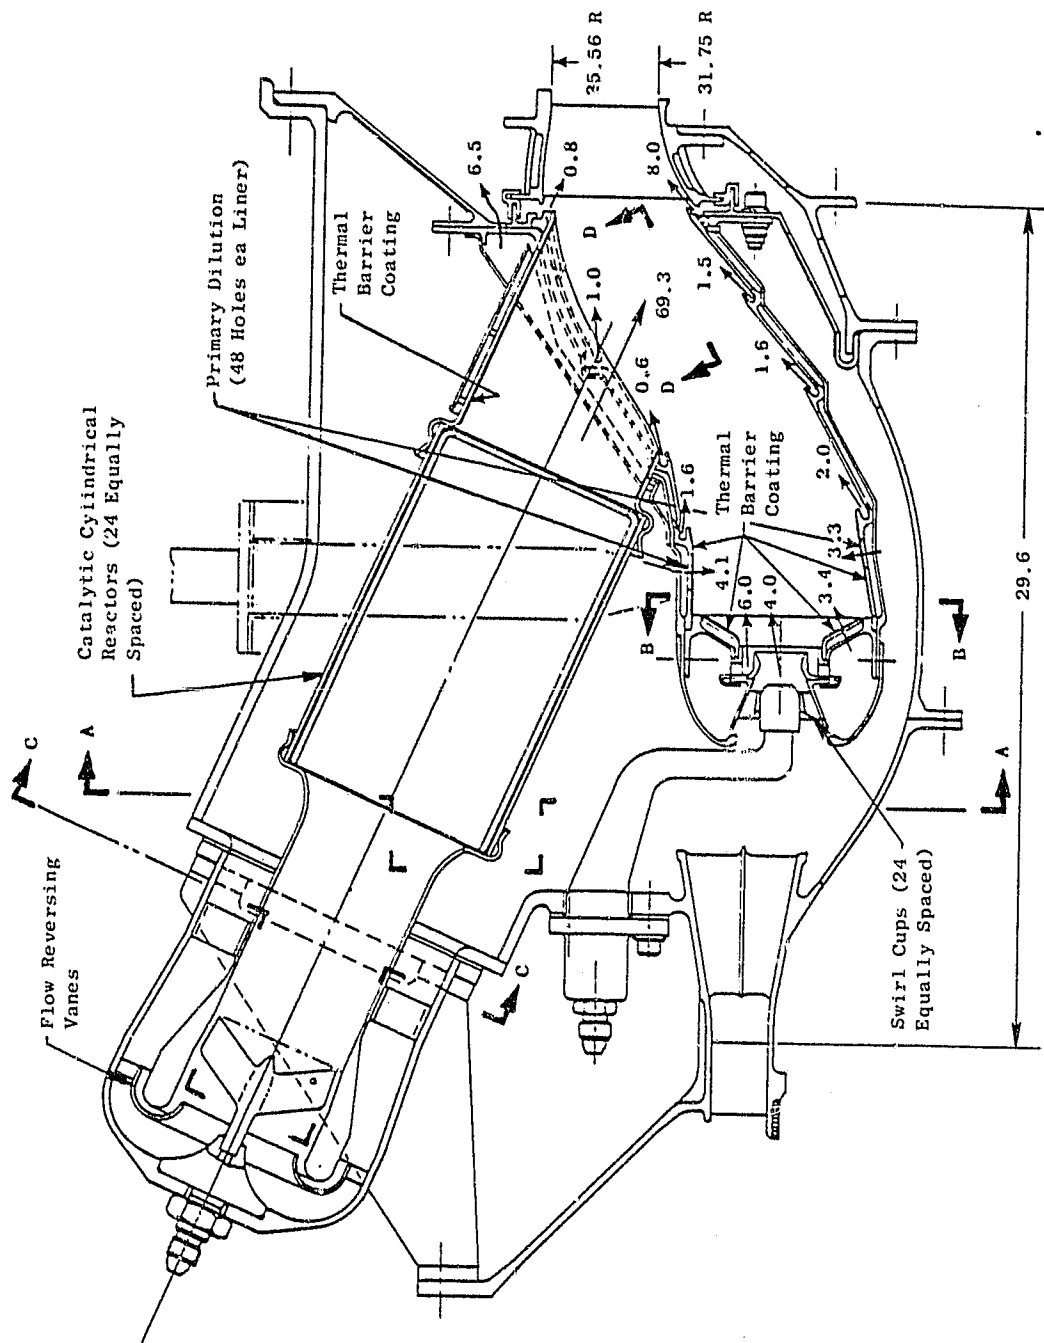 Flow Reversing
Vanes
C
A
Catalytic Cylindrical
Reactors (24 Equally
Spaced)
Primary Dilution
(48 Holes ea Liner)
Thermal
Barrier
Coating
6.5
0.8
35.56 R
31.75 R
8.0
D
1.0
69.3
1.5
0.6
D
1.6
1.6
Thermal
Barrier
Coating
2.0
4.1
6.0
4.0
3.4
3.3
B
B
C
A
Swirl Cups (24
Equally Spaced)
29.6